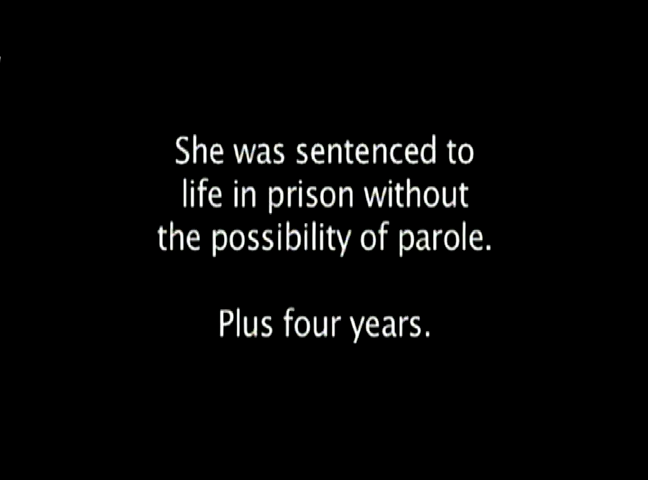 She was sentenced to
life in prison without
the possibility of parole.
Plus four years.